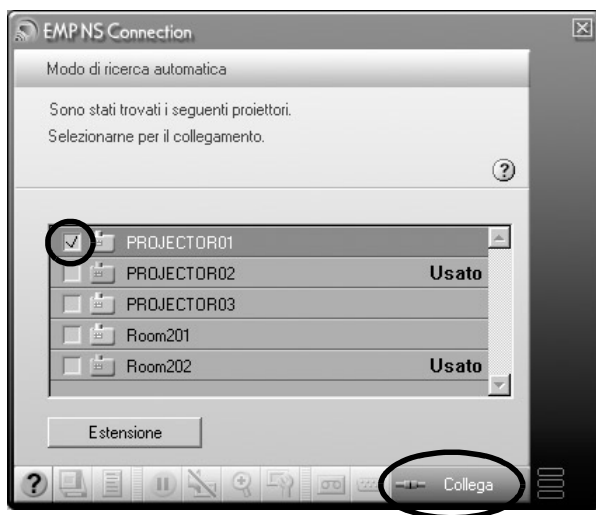 EMP NS Connection
Modo di ricerca automatica
Sono stati trovati i seguenti proiettori.
Selezionarne per il collegamento.
?
PROJECTOR01
PROJECTOR02 Usato
PROJECTOR03
Room201
Room202 Usato
Estensione
? Collega